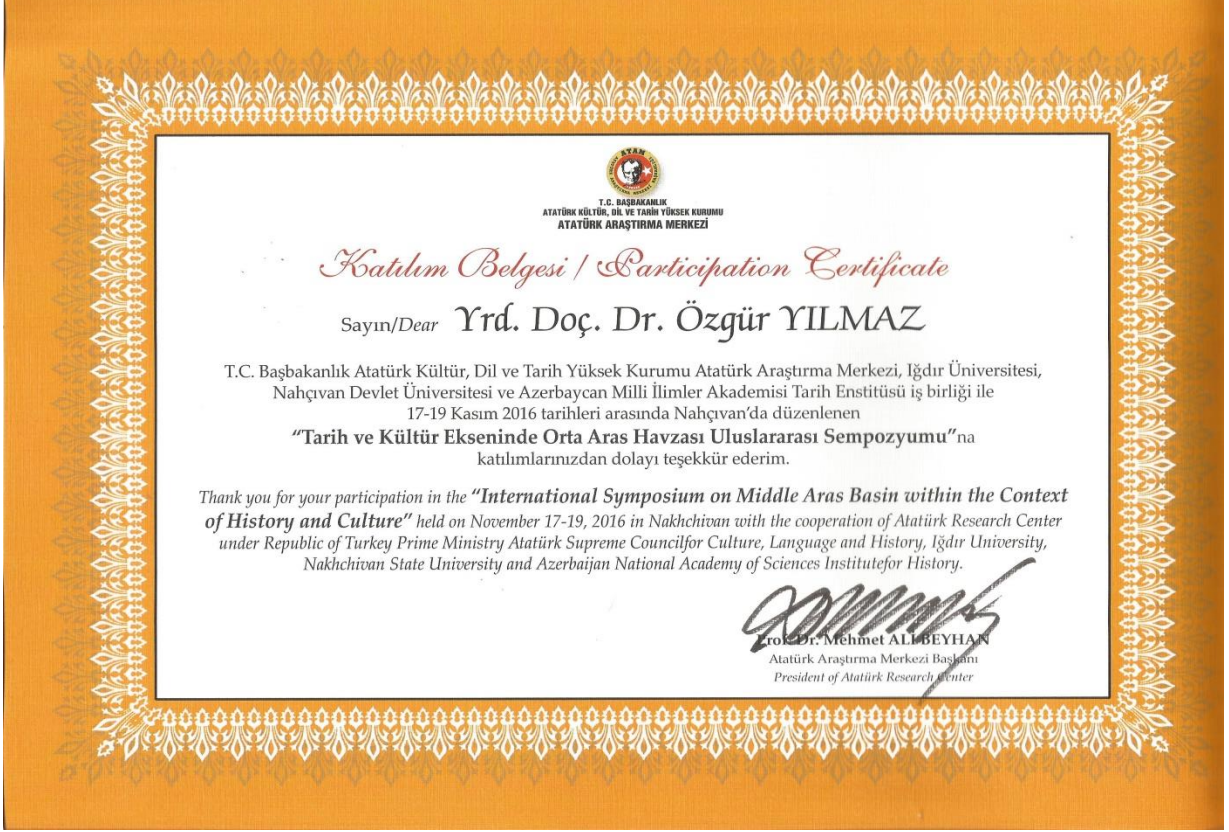 ATAM
T.C. BAŞBAKANLIK
ATATÜRK KÜLTÜR, DİL VE TARİH YÜKSEK KURUMU
ATATÜRK ARAŞTIRMA MERKEZİ
Katılım Belgesi / Participation Certificate
Sayın/Dear Yrd. Doç. Dr. Özgür YILMAZ
T.C. Başbakanlık Atatürk Kültür, Dil ve Tarih Yüksek Kurumu Atatürk Araştırma Merkezi, Iğdır Üniversitesi,
Nahçıvan Devlet Üniversitesi ve Azerbaycan Milli İlimler Akademisi Tarih Enstitüsü iş birliği ile
17-19 Kasım 2016 tarihleri arasında Nahçıvan'da düzenlenen
"Tarih ve Kültür Ekseninde Orta Aras Havzası Uluslararası Sempozyumu"na
katılımlarınızdan dolayı teşekkür ederim.
Thank you for your participation in the "International Symposium on Middle Aras Basin within the Context
of History and Culture" held on November 17-19, 2016 in Nakhchivan with the cooperation of Atatürk Research Center
under Republic of Turkey Prime Ministry Atatürk Supreme Councilfor Culture, Language and History, Iğdır University,
Nakhchivan State University and Azerbaijan National Academy of Sciences Institutefor History.
Prof. Dr. Mehmet ALİ BEYHAN
Atatürk Araştırma Merkezi Başkanı
President of Atatürk Research Center